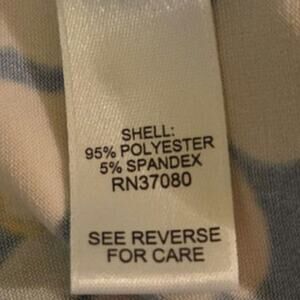 SHELL:
95% POLYESTER
5% SPANDEX
RN37080
SEE REVERSE
FOR CARE